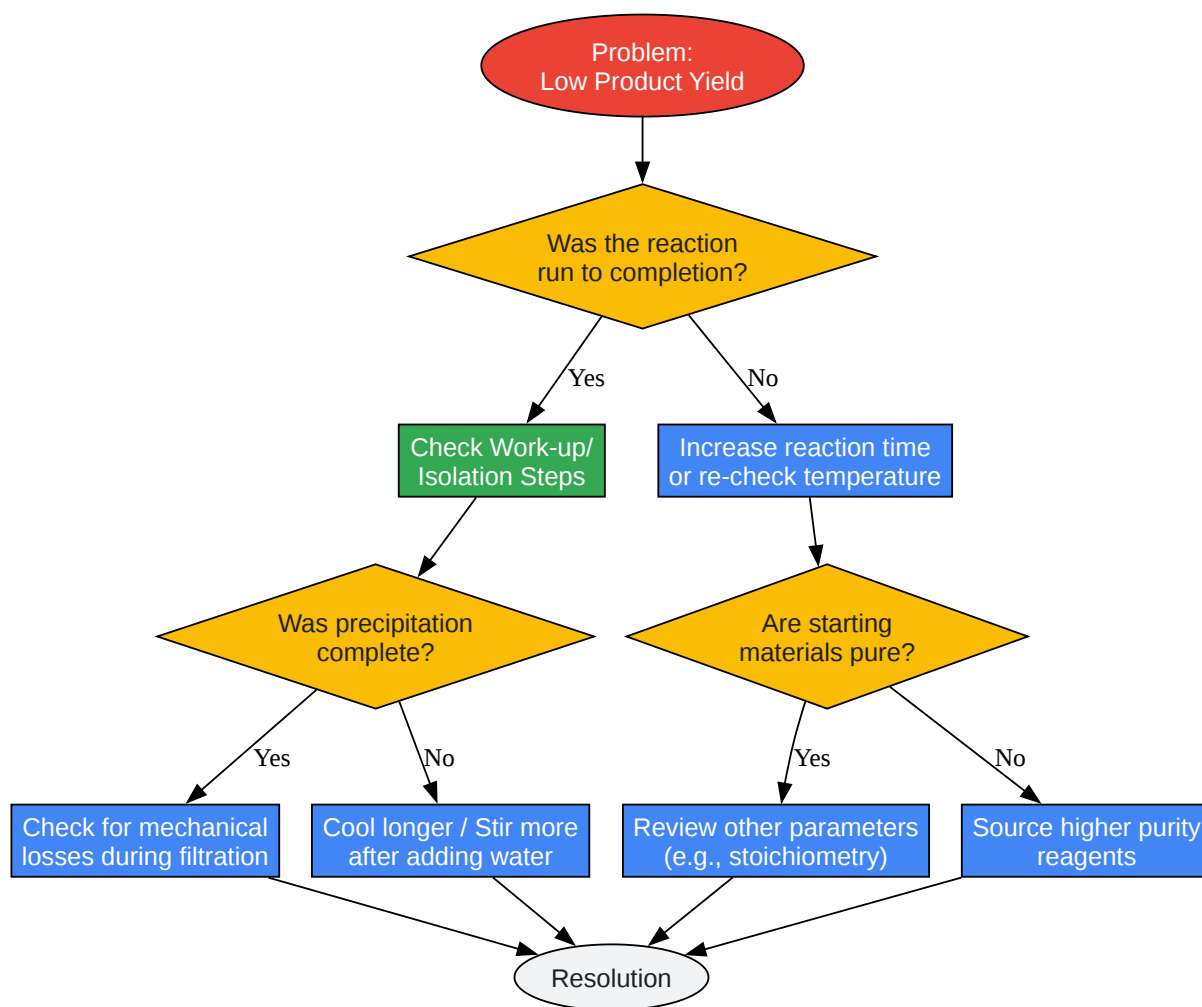 Problem:
Low Product Yield
Was the reaction
run to completion?
Yes
No
Check Work-up/
Isolation Steps
Increase reaction time
or re-check temperature
Was precipitation
complete?
Are starting
materials pure?
Yes
No
Yes
No
Check for mechanical
losses during filtration
Cool longer / Stir more
after adding water
Review other parameters
(e.g., stoichiometry)
Source higher purity
reagents
Resolution